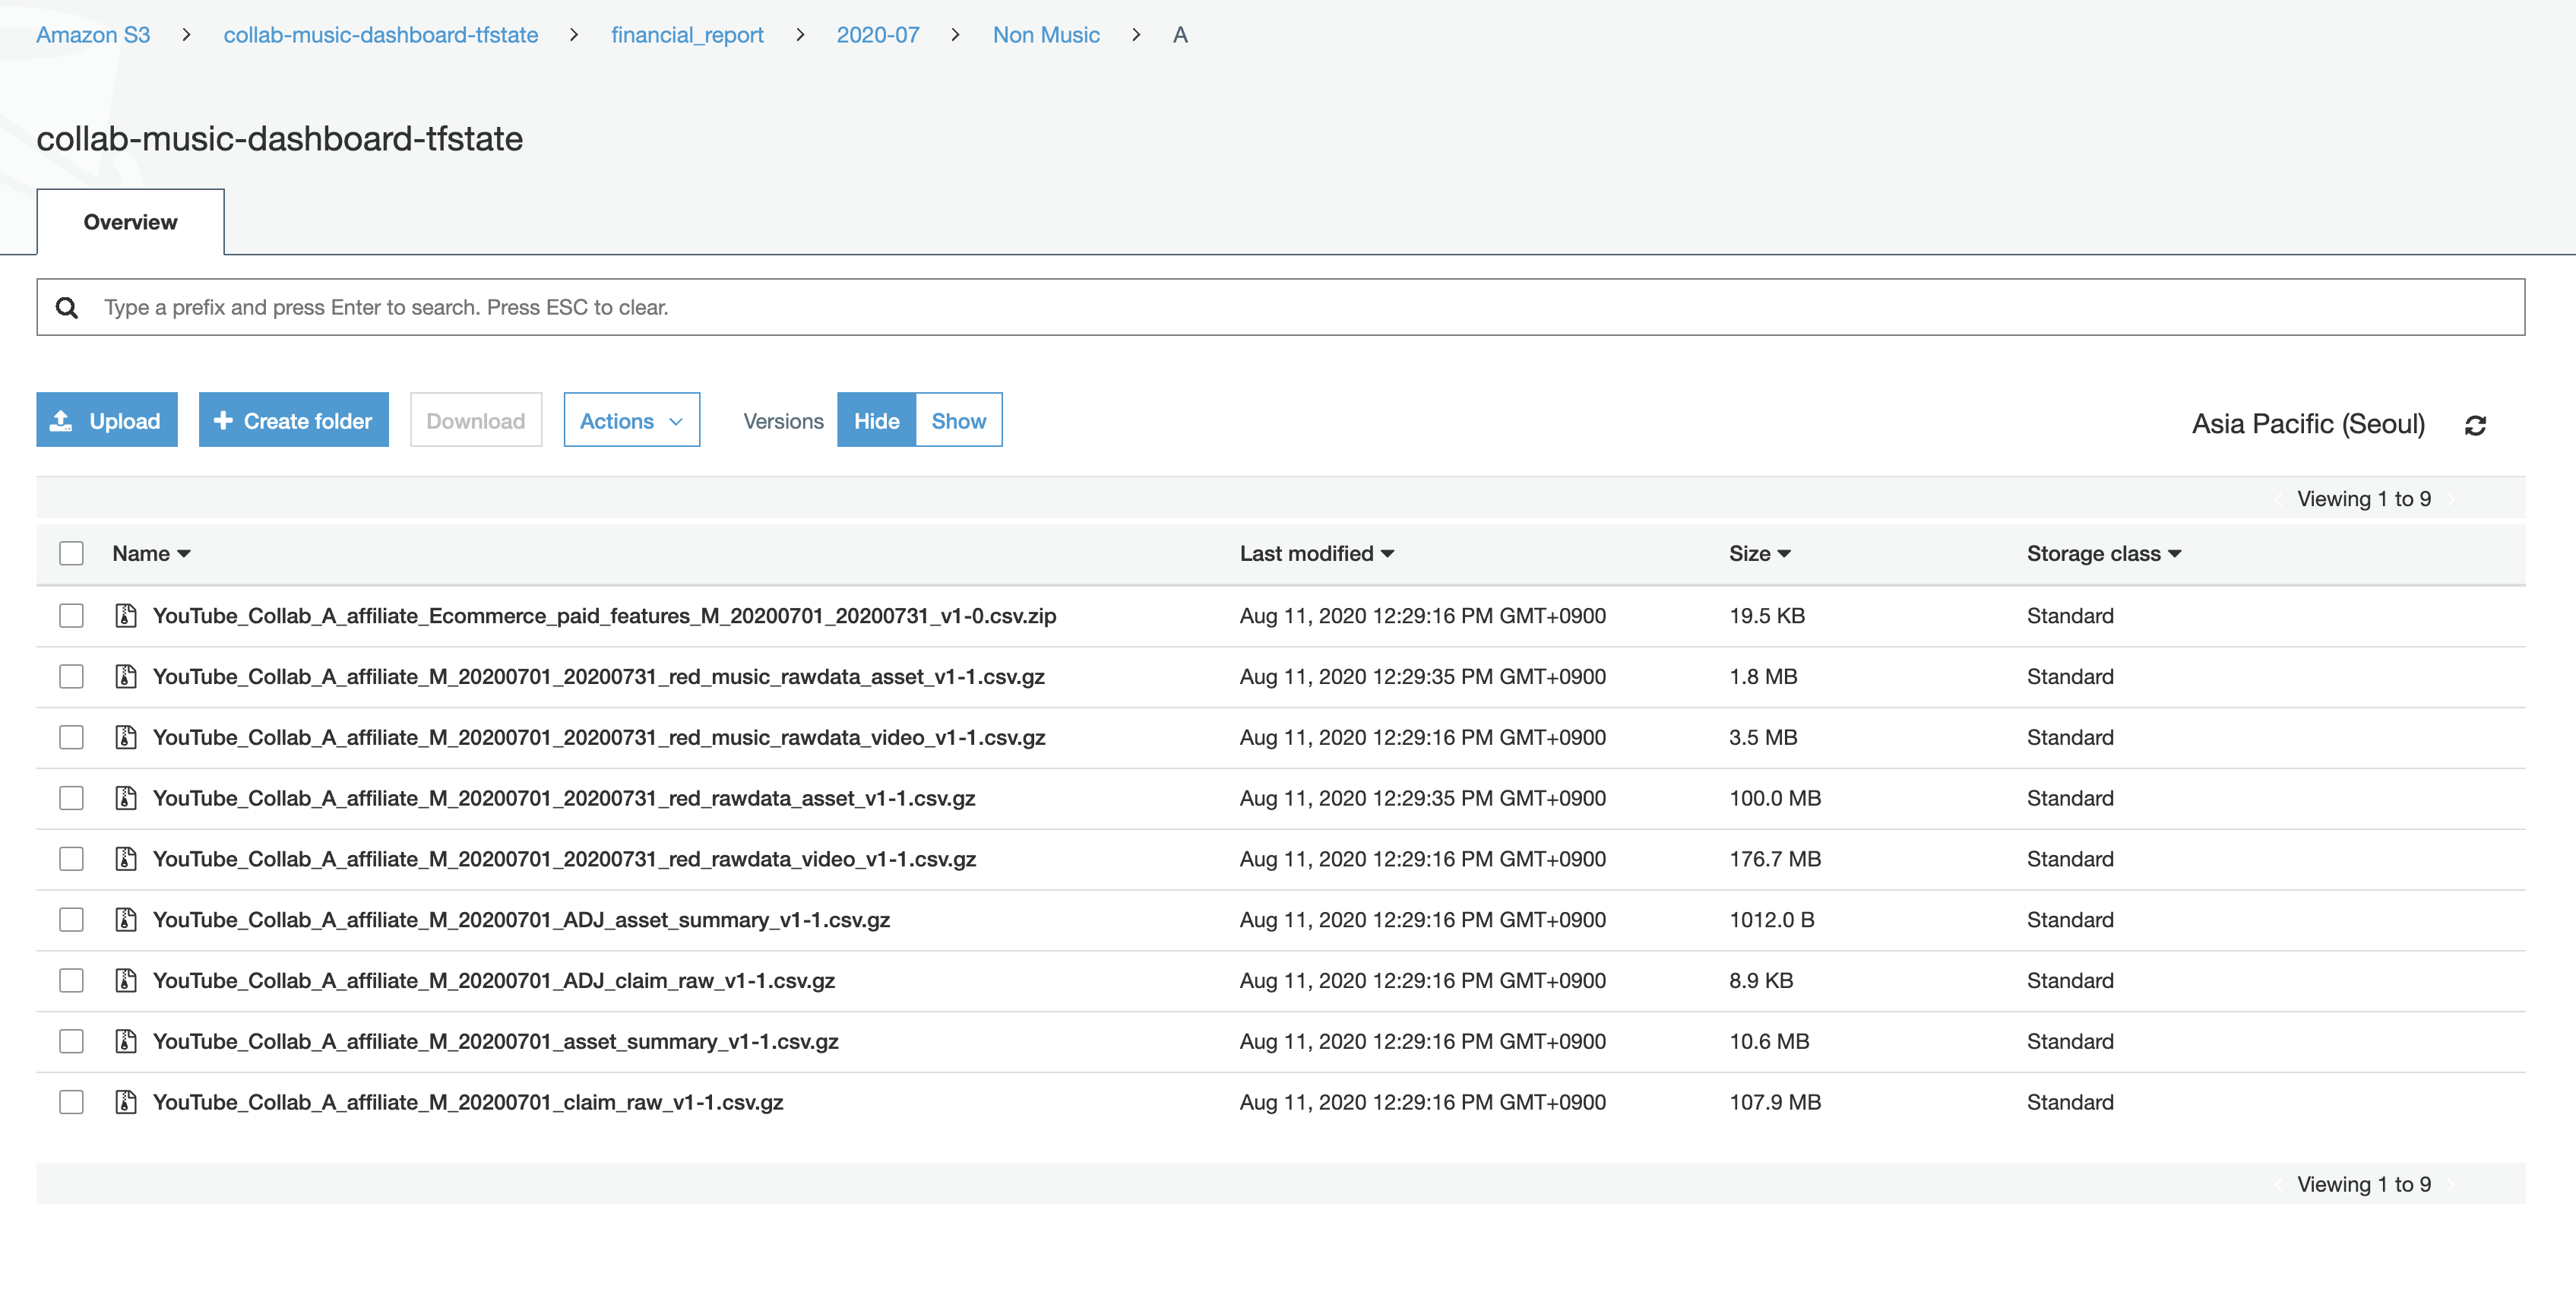 Amazon S3 > collab-music-dashboard-tfstate > financial_report > 2020-07 > Non Music > A
collab-music-dashboard-tfstate
Overview
Type a prefix and press Enter to search. Press ESC to clear.
Upload + Create folder Download Actions Versions Hide Show Asia Pacific (Seoul)
Viewing 1 to 9
Name Last modified Size Storage class
YouTube_Collab_A_affiliate_Ecommerce_paid_features_M_20200701_20200731_v1-0.csv.zip Aug 11, 2020 12:29:16 PM GMT+0900 19.5 KB Standard
YouTube_Collab_A_affiliate_M_20200701_20200731_red_music_rawdata_asset_v1-1.csv.gz Aug 11, 2020 12:29:35 PM GMT+0900 1.8 MB Standard
YouTube_Collab_A_affiliate_M_20200701_20200731_red_music_rawdata_video_v1-1.csv.gz Aug 11, 2020 12:29:16 PM GMT+0900 3.5 MB Standard
YouTube_Collab_A_affiliate_M_20200701_20200731_red_rawdata_asset_v1-1.csv.gz Aug 11, 2020 12:29:35 PM GMT+0900 100.0 MB Standard
YouTube_Collab_A_affiliate_M_20200701_20200731_red_rawdata_video_v1-1.csv.gz Aug 11, 2020 12:29:16 PM GMT+0900 176.7 MB Standard
YouTube_Collab_A_affiliate_M_20200701_ADJ_asset_summary_v1-1.csv.gz Aug 11, 2020 12:29:16 PM GMT+0900 1012.0 B Standard
YouTube_Collab_A_affiliate_M_20200701_ADJ_claim_raw_v1-1.csv.gz Aug 11, 2020 12:29:16 PM GMT+0900 8.9 KB Standard
YouTube_Collab_A_affiliate_M_20200701_asset_summary_v1-1.csv.gz Aug 11, 2020 12:29:16 PM GMT+0900 10.6 MB Standard
YouTube_Collab_A_affiliate_M_20200701_claim_raw_v1-1.csv.gz Aug 11, 2020 12:29:16 PM GMT+0900 107.9 MB Standard
Viewing 1 to 9